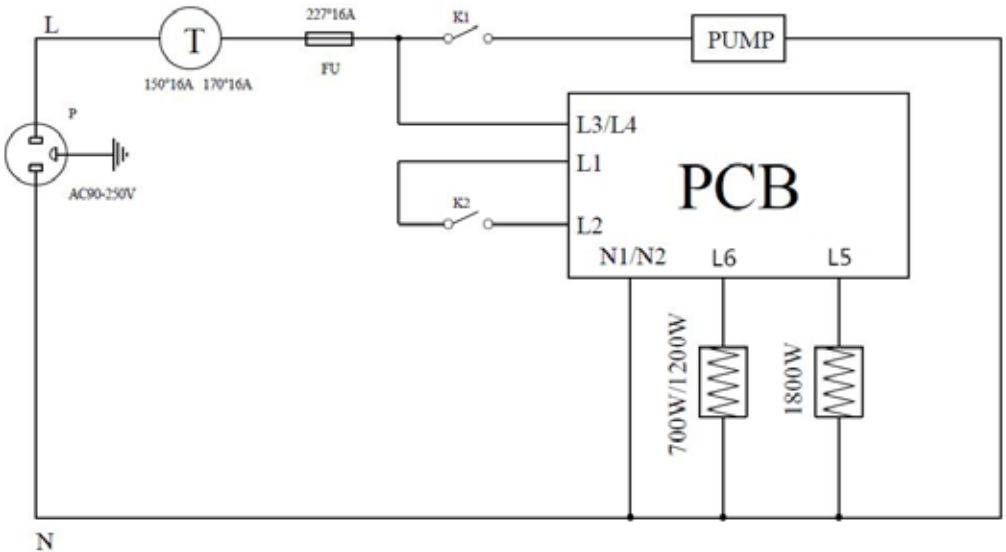 L
T
150°16A 170°16A
227°16A
FU
K1
PUMP
P
AC90-250V
L3/L4
L1
K2
L2
PCB
N1/N2 L6 L5
700W/1200W
1800W
N